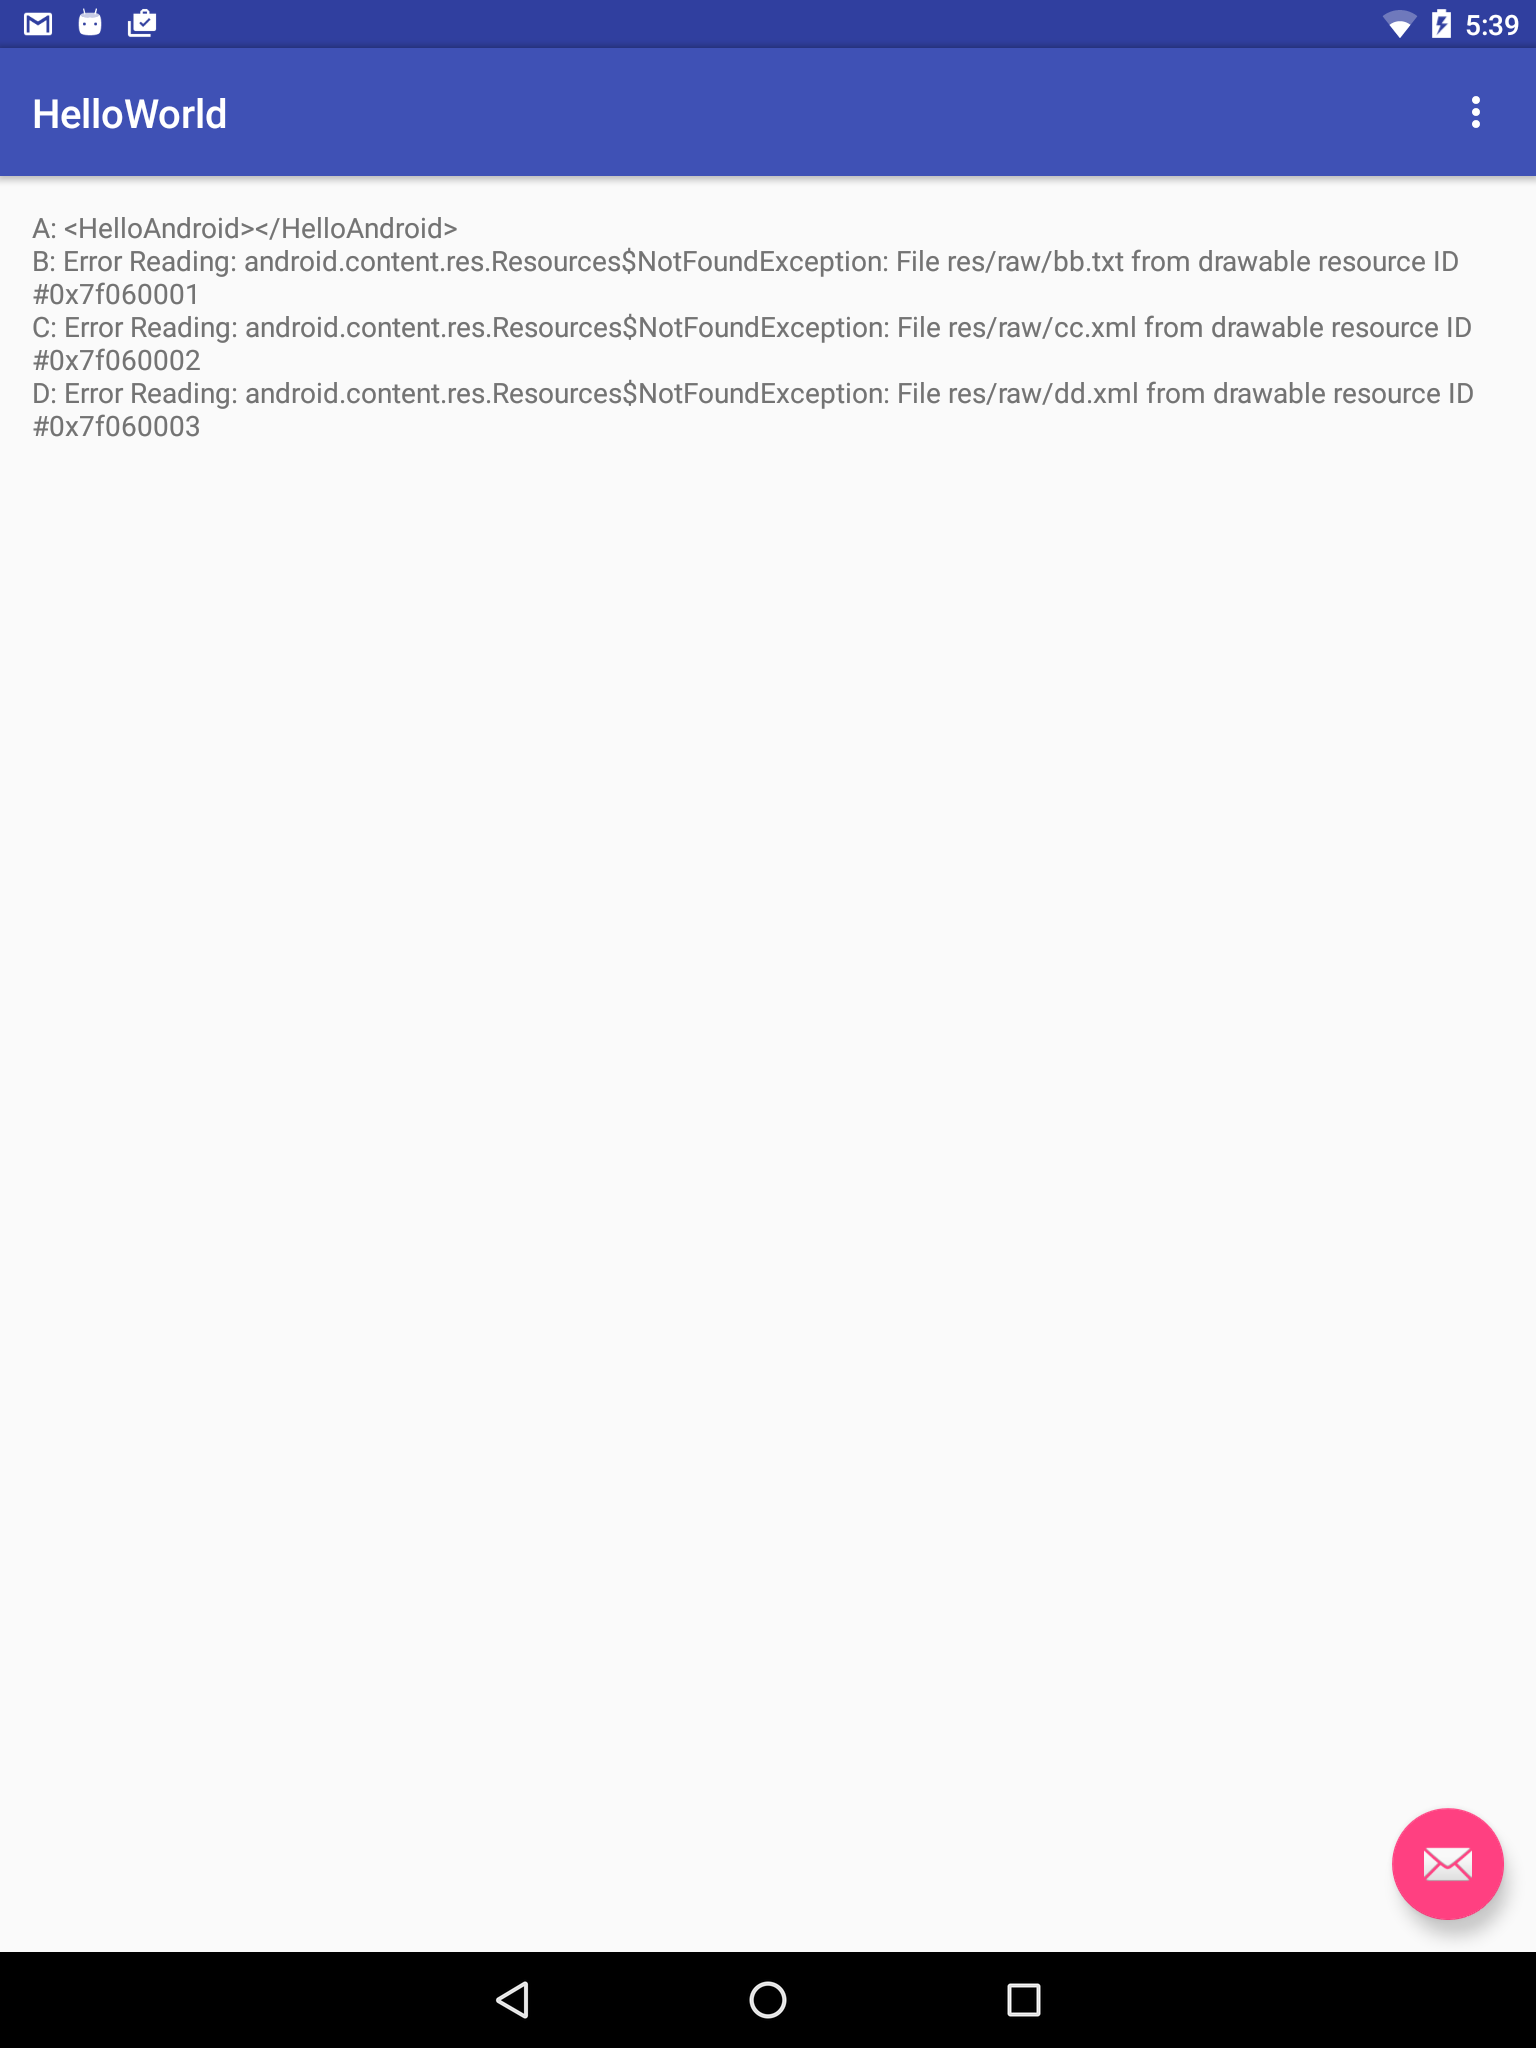 5:39
HelloWorld
A: <HelloAndroid></HelloAndroid>
B: Error Reading: android.content.res.Resources$NotFoundException: File res/raw/bb.txt from drawable resource ID
#0x7f060001
C: Error Reading: android.content.res.Resources$NotFoundException: File res/raw/cc.xml from drawable resource ID
#0x7f060002
D: Error Reading: android.content.res.Resources$NotFoundException: File res/raw/dd.xml from drawable resource ID
#0x7f060003